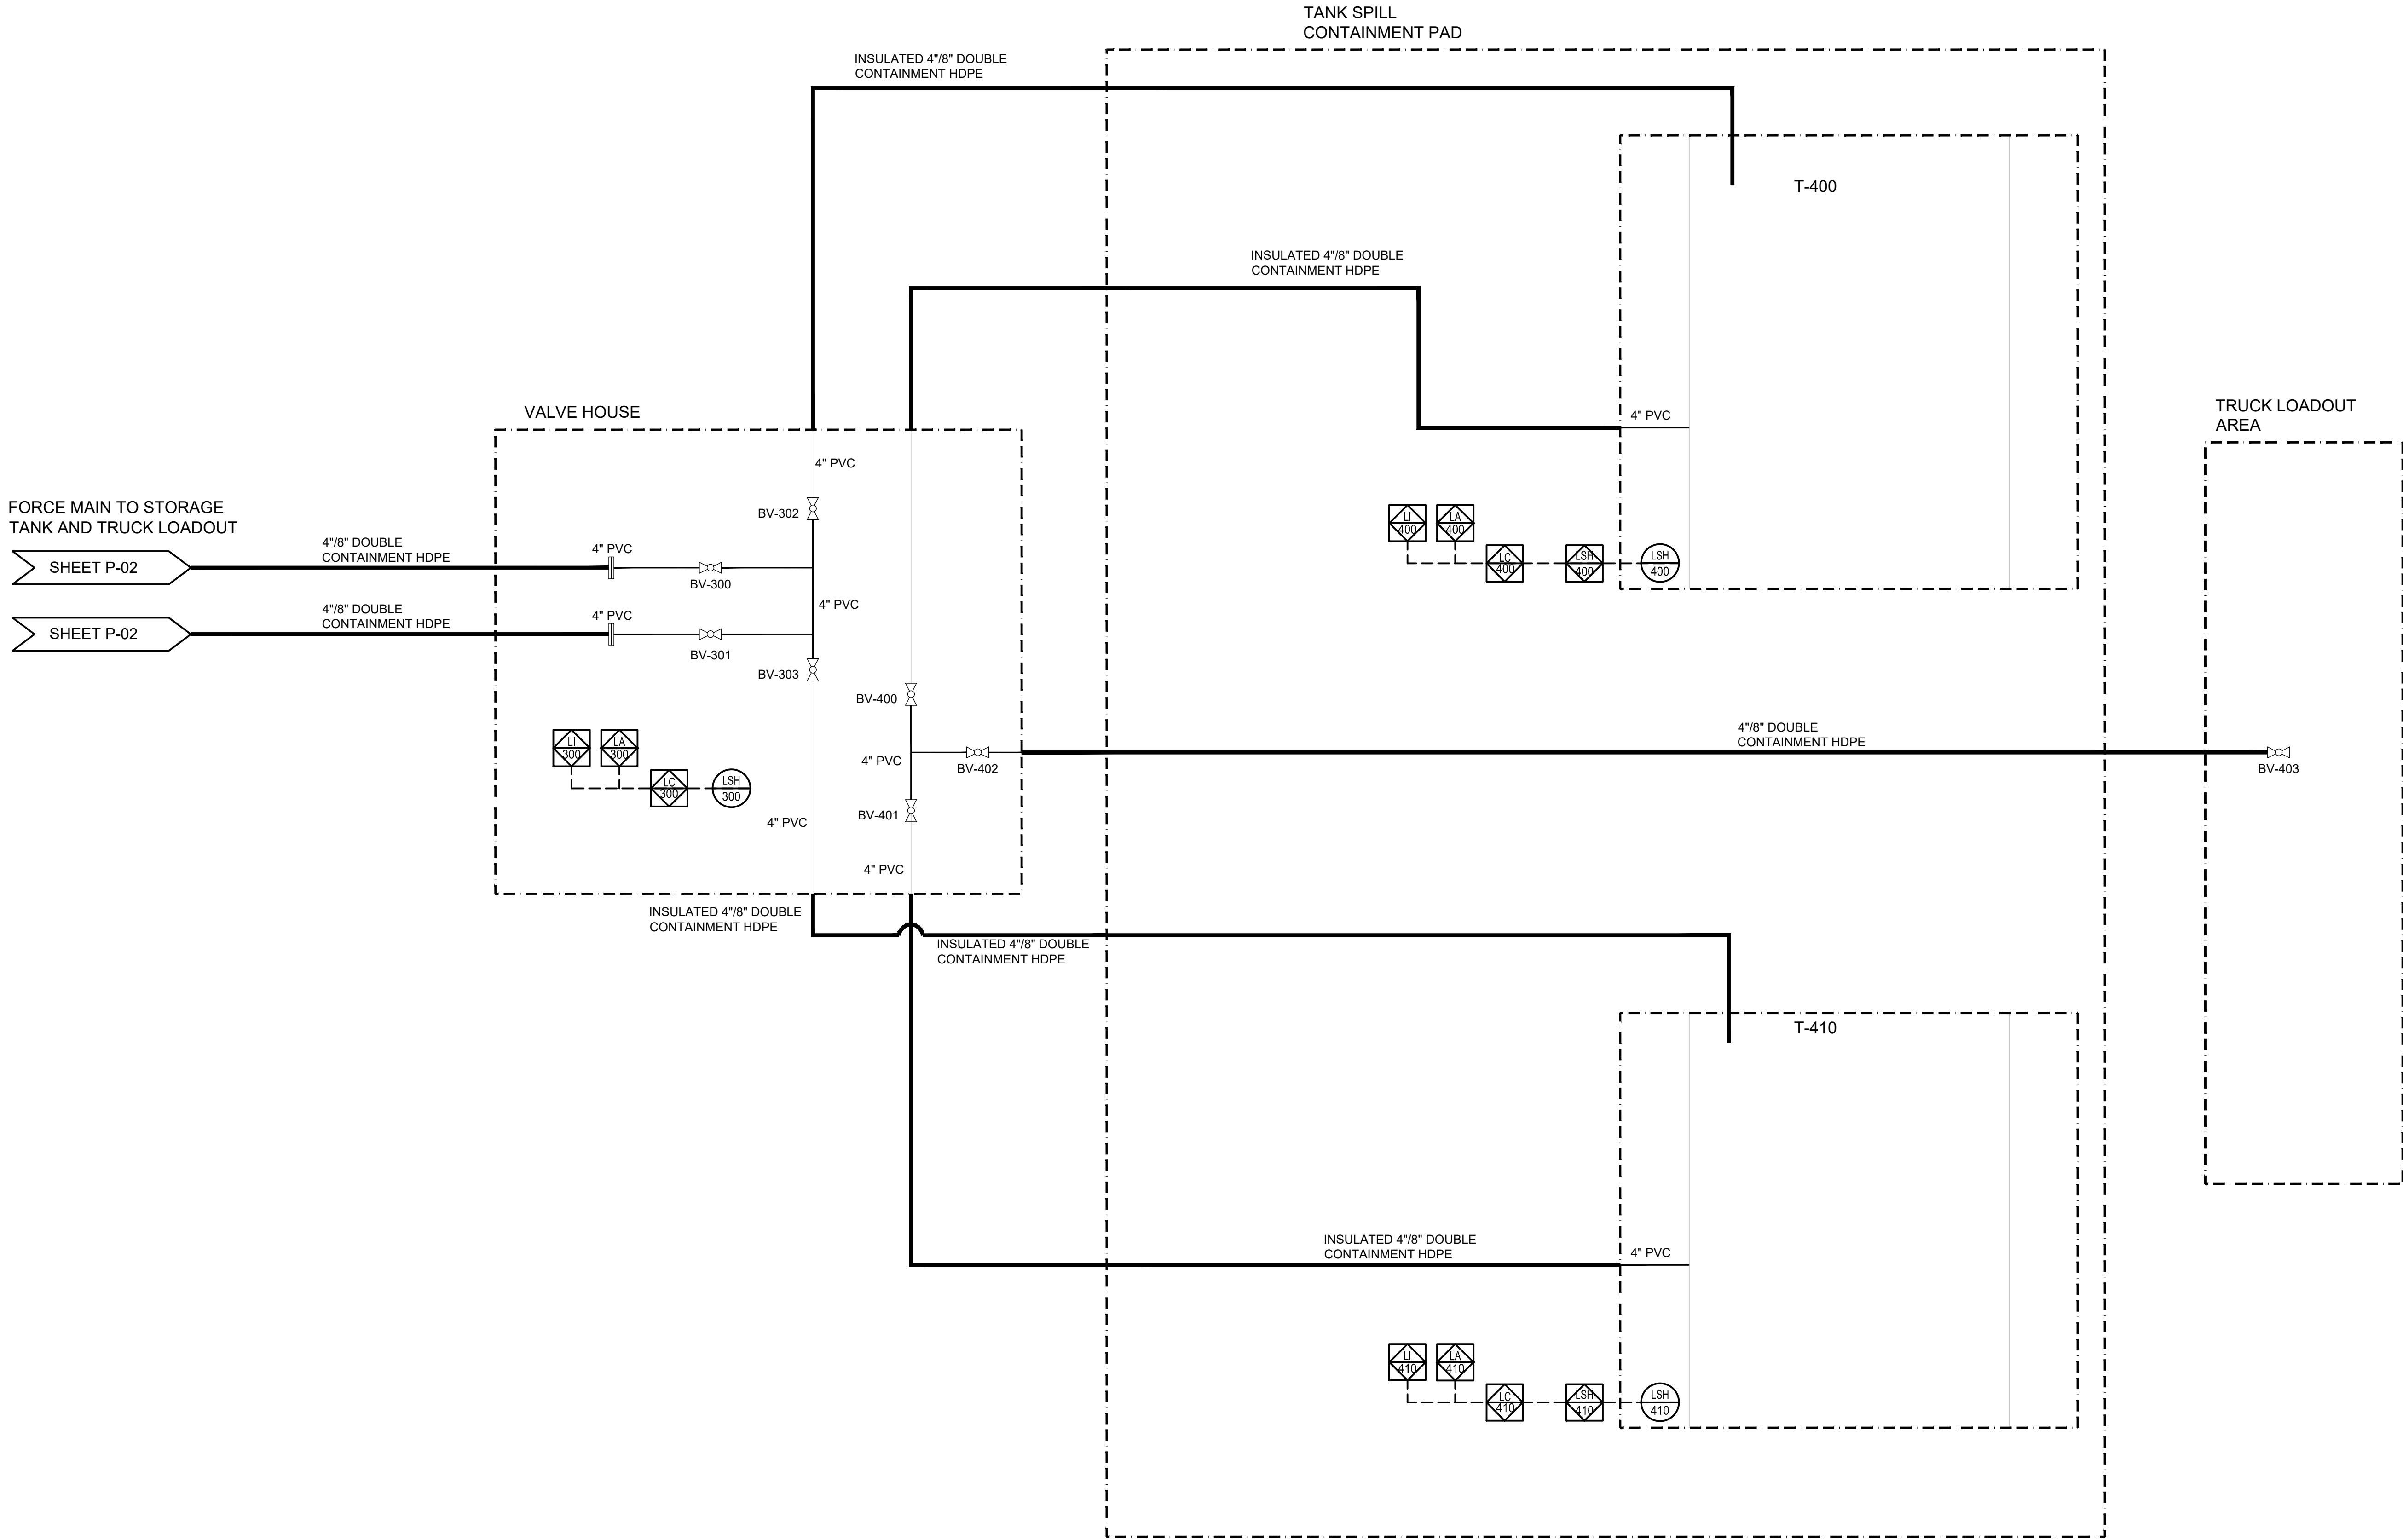 TANK SPILL
CONTAINMENT PAD
INSULATED 4"/8" DOUBLE
CONTAINMENT HDPE
T-400
INSULATED 4"/8" DOUBLE
CONTAINMENT HDPE
VALVE HOUSE
4" PVC
TRUCK LOADOUT
AREA
4" PVC
FORCE MAIN TO STORAGE
TANK AND TRUCK LOADOUT
BV-302
LI
400
LA
400
4"/8" DOUBLE
CONTAINMENT HDPE
4" PVC
SHEET P-02
BV-300
LC
400
LSH
400
LSH
400
4"/8" DOUBLE
CONTAINMENT HDPE
4" PVC
4" PVC
SHEET P-02
BV-301
BV-303
BV-400
LI
300
LA
300
4"/8" DOUBLE
CONTAINMENT HDPE
4" PVC
BV-402
BV-403
LC
300
LSH
300
4" PVC
BV-401
4" PVC
INSULATED 4"/8" DOUBLE
CONTAINMENT HDPE
INSULATED 4"/8" DOUBLE
CONTAINMENT HDPE
T-410
INSULATED 4"/8" DOUBLE
CONTAINMENT HDPE
4" PVC
LI
410
LA
410
LC
410
LSH
410
LSH
410